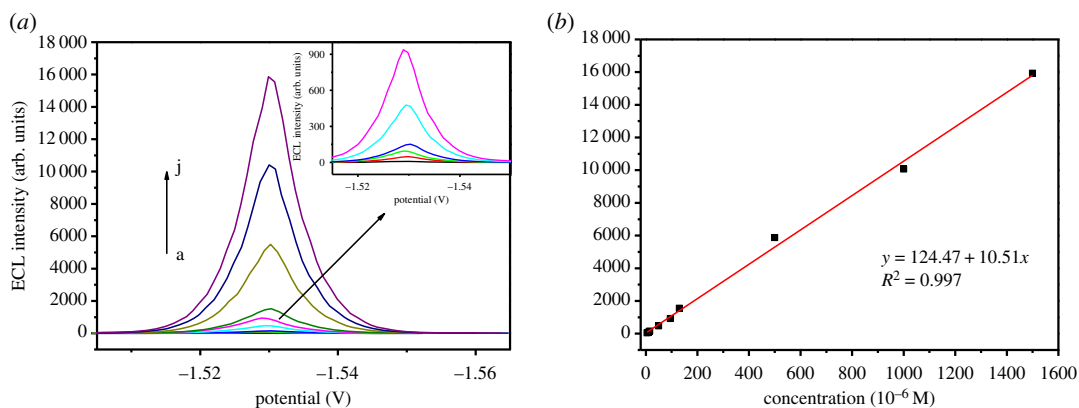 (a)
18 000
16 000
14 000
12 000
10 000
8000
6000
4000
2000
0
ECL intensity (arb. units)
j
a
−1.52
−1.54
−1.56
potential (V)
900
600
300
0
ECL intensity (arb. units)
−1.52
−1.54
potential (V)
(b)
18 000
16 000
14 000
12 000
10 000
8000
6000
4000
2000
0
y = 124.47 + 10.51x
R² = 0.997
0 200 400 600 800 1000 1200 1400 1600
concentration (10⁻⁶ M)